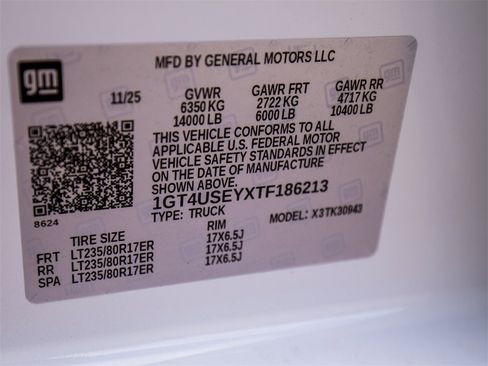 gm
MFD BY GENERAL MOTORS LLC
11/25 GVWR GAWR FRT GAWR RR
6350 KG 2722 KG 4717 KG
14000 LB 6000 LB 10400 LB
THIS VEHICLE CONFORMS TO ALL
APPLICABLE U.S. FEDERAL MOTOR
VEHICLE SAFETY STANDARDS IN EFFECT
ON THE DATE OF MANUFACTURE
SHOWN ABOVE.
1GT4USEYXTF186213
8624 TYPE: TRUCK MODEL: X3TK30943
TIRE SIZE RIM
FRT LT235/80R17ER 17X6.5J
RR LT235/80R17ER 17X6.5J
SPA LT235/80R17ER 17X6.5J